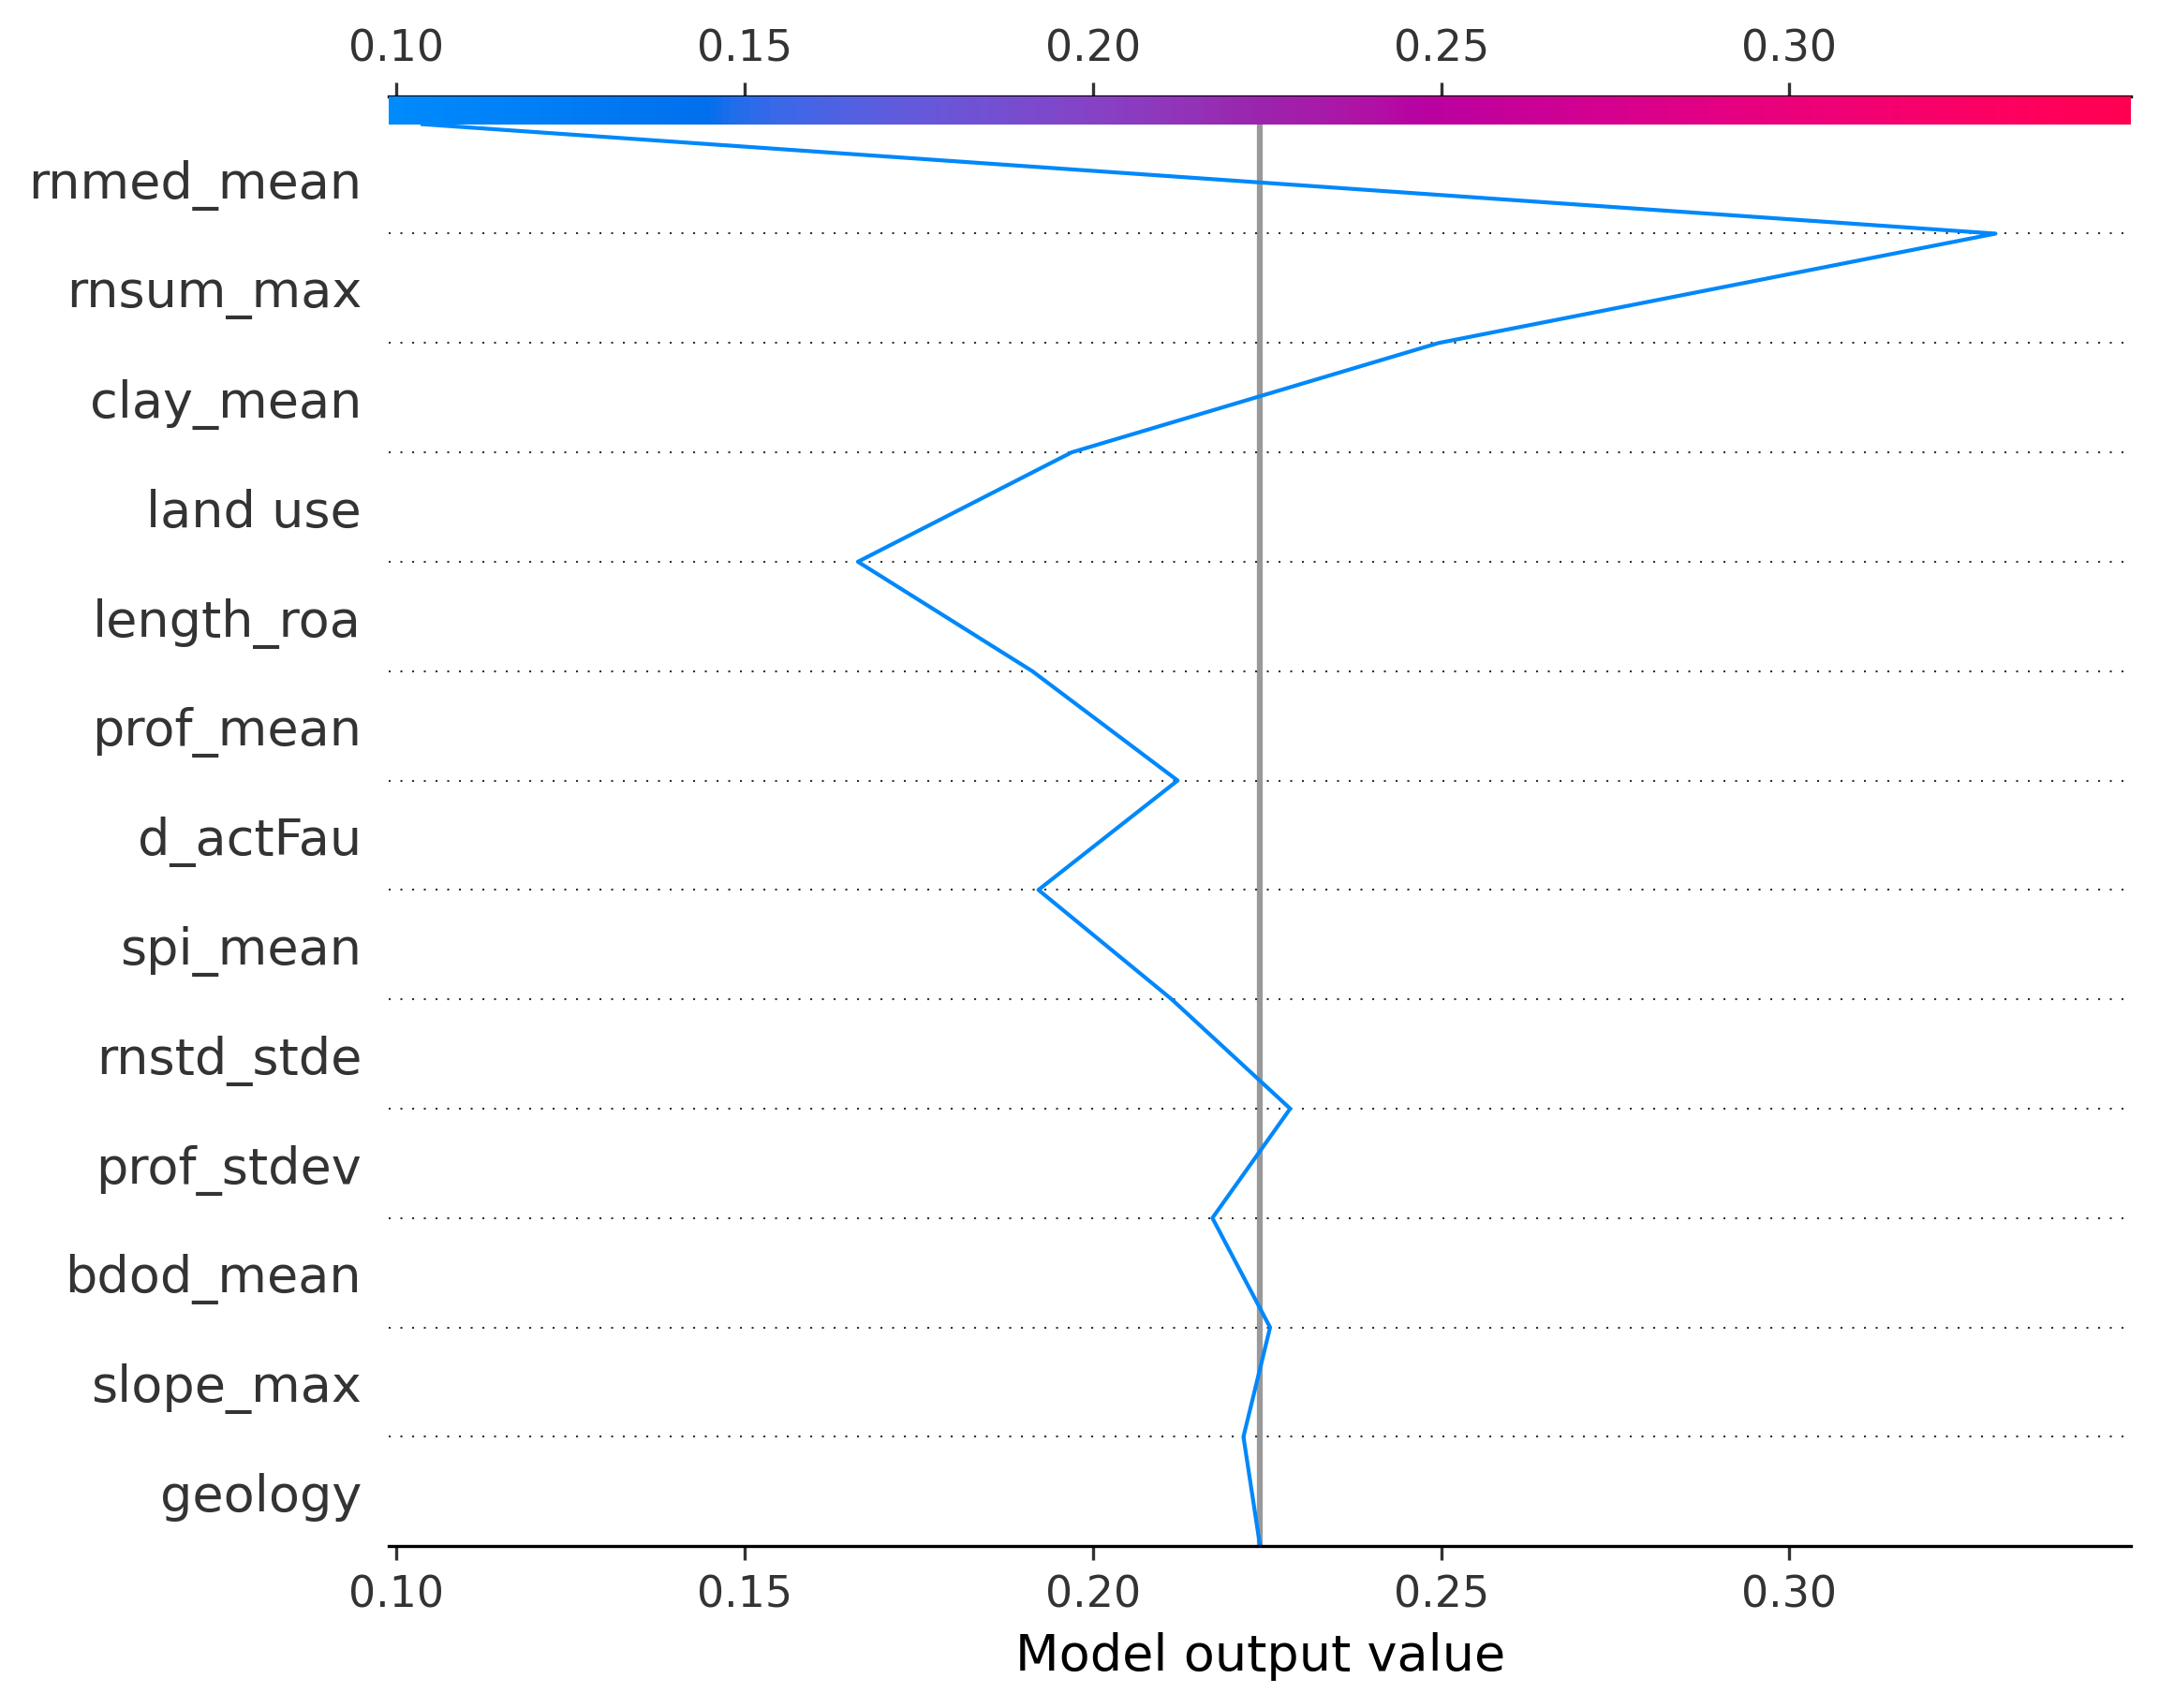 0.10 0.15 0.20 0.25 0.30
rnmed_mean
rnsum_max
clay_mean
land use
length_roa
prof_mean
d_actFau
spi_mean
rnstd_stde
prof_stdev
bdod_mean
slope_max
geology
0.10 0.15 0.20 0.25 0.30
Model output value